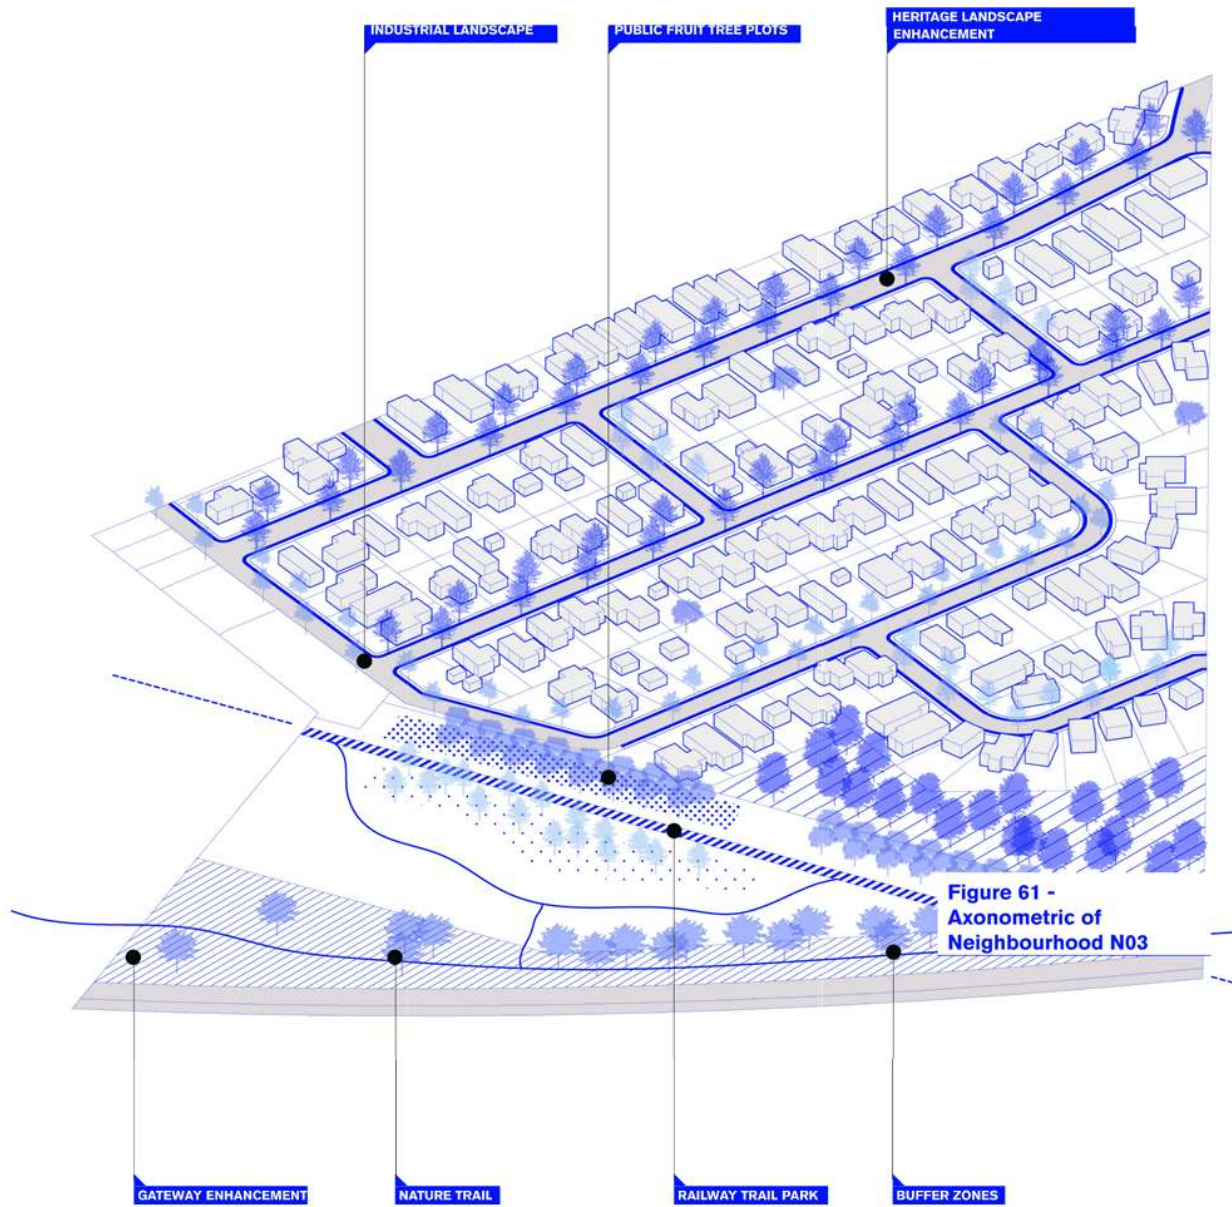 INDUSTRIAL LANDSCAPE
PUBLIC FRUIT TREE PLOTS
HERITAGE LANDSCAPE
ENHANCEMENT
Figure 61 -
Axonometric of
Neighbourhood N03
GATEWAY ENHANCEMENT
NATURE TRAIL
RAILWAY TRAIL PARK
BUFFER ZONES